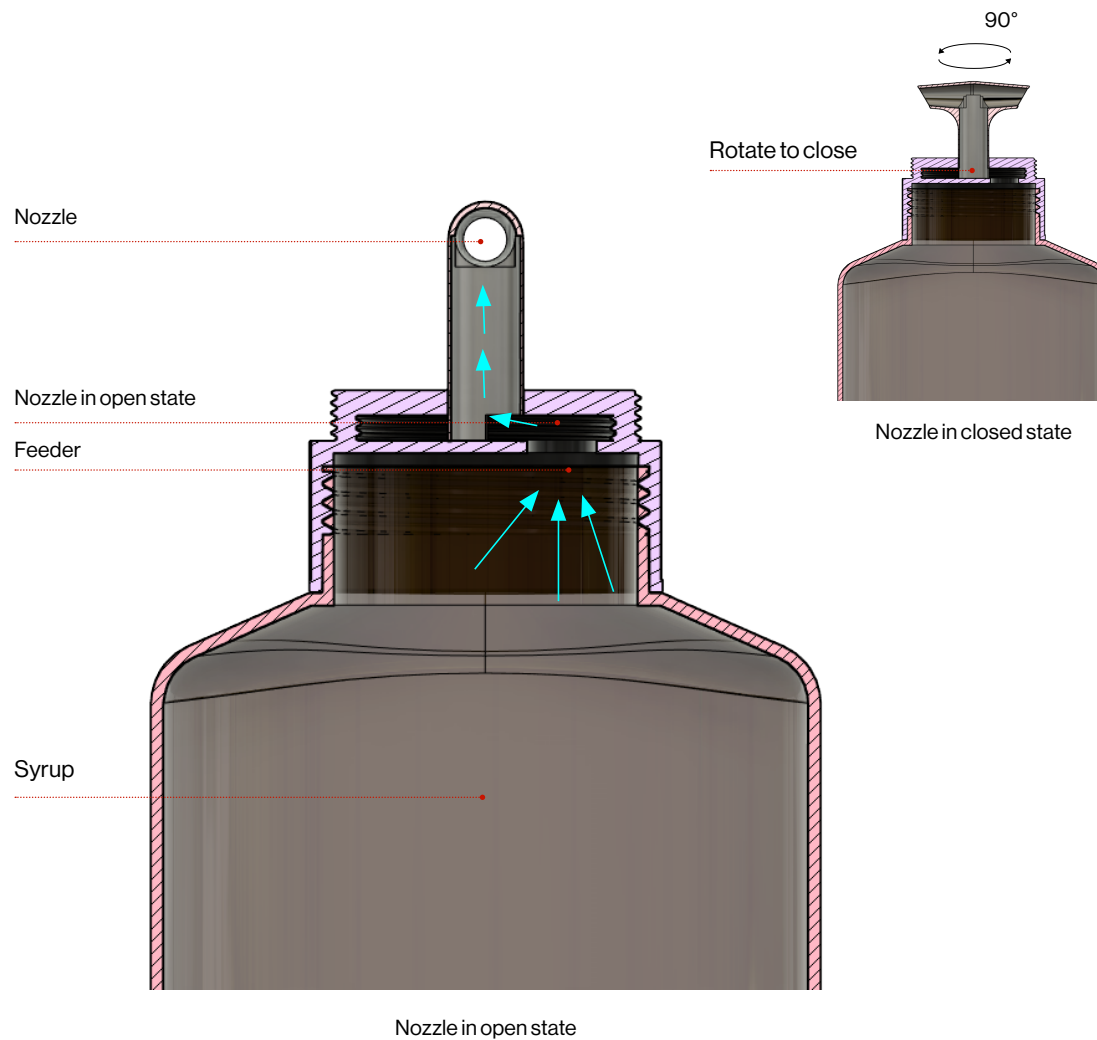 90°
Rotate to close
Nozzle
Nozzle in open state
Feeder
Nozzle in closed state
Syrup
Nozzle in open state